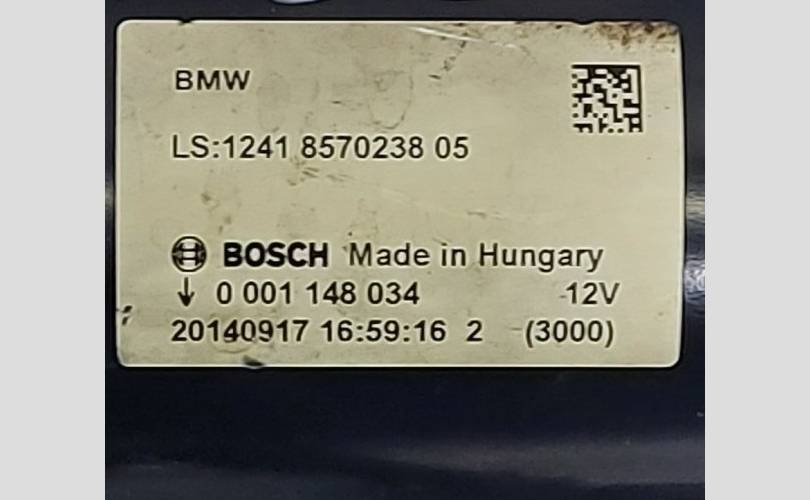 BMW
LS:1241 8570238 05
BOSCH Made in Hungary
↓ 0 001 148 034 -12V
20140917 16:59:16 2 (3000)